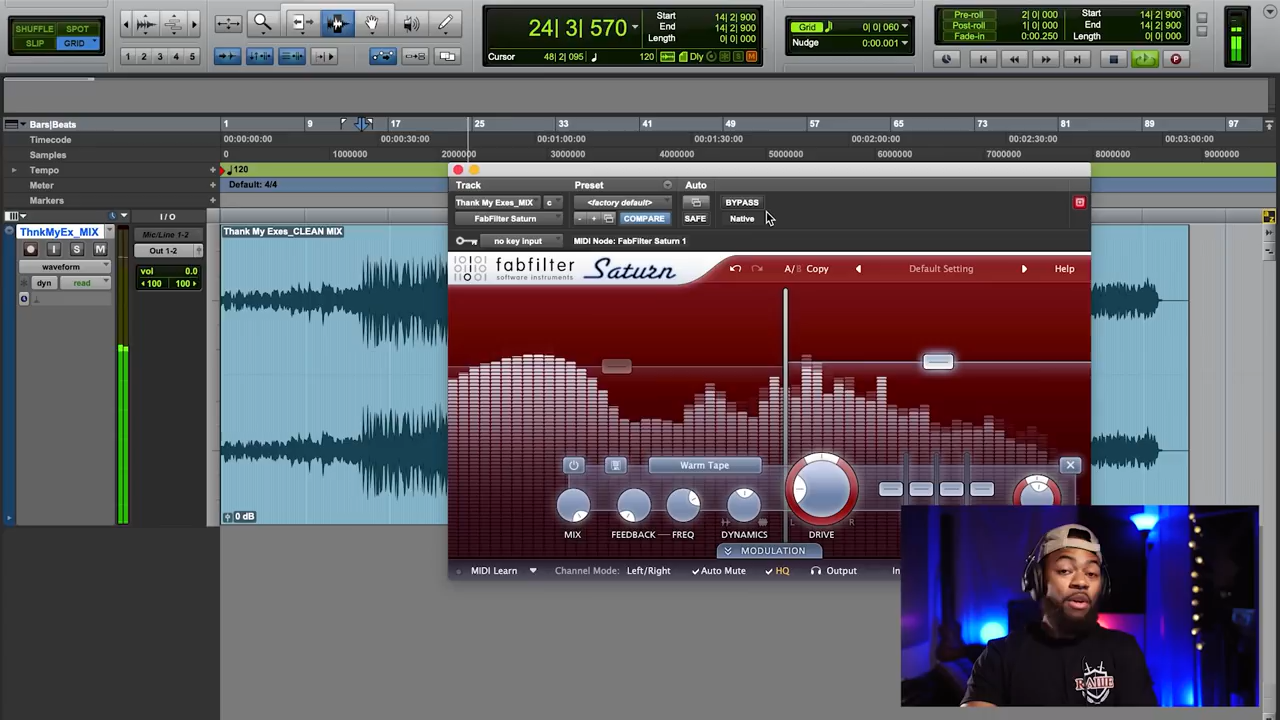 SHUFFLE SPOT
SLIP GRID
1 2 3 4 5
24| 3| 570
Start 14| 2| 900
End 14| 2| 900
Length 0| 0| 000
Cursor 48| 2| 095 120 Dly S M
Grid 0| 0| 060
Nudge 0:00.001
Pre-roll 2| 0| 000
Post-roll 1| 0| 000
Fade-in 0:00.250
Start 14| 2| 900
End 14| 2| 900
Length 0| 0| 000
Bars|Beats 1 9 17 25 33 41 49 57 65 73 81 89 97
Timecode 00:00:00:00 00:00:30:00 00:01:00:00 00:01:30:00 00:02:00:00 00:02:30:00 00:03:00:00
Samples 0 1000000 2000000 3000000 4000000 5000000 6000000 7000000 8000000 9000000
Tempo 120
Meter Default: 4/4
Markers
I / O
ThnkMyEx_MIX
I S M
waveform
dyn read
Mic/Line 1-2
Out 1-2
vol 0.0
100 100
Thank My Exes_CLEAN MIX
0 dB
Track Preset Auto
Thank My Exes_MIX c <factory default> BYPASS
FabFilter Saturn - + COMPARE SAFE Native
no key input MIDI Node: FabFilter Saturn 1
fabfilter
software instruments
Saturn
A/B Copy Default Setting Help
Warm Tape
MIX FEEDBACK FREQ DYNAMICS L R DRIVE
MODULATION
MIDI Learn Channel Mode: Left/Right Auto Mute HQ Output In